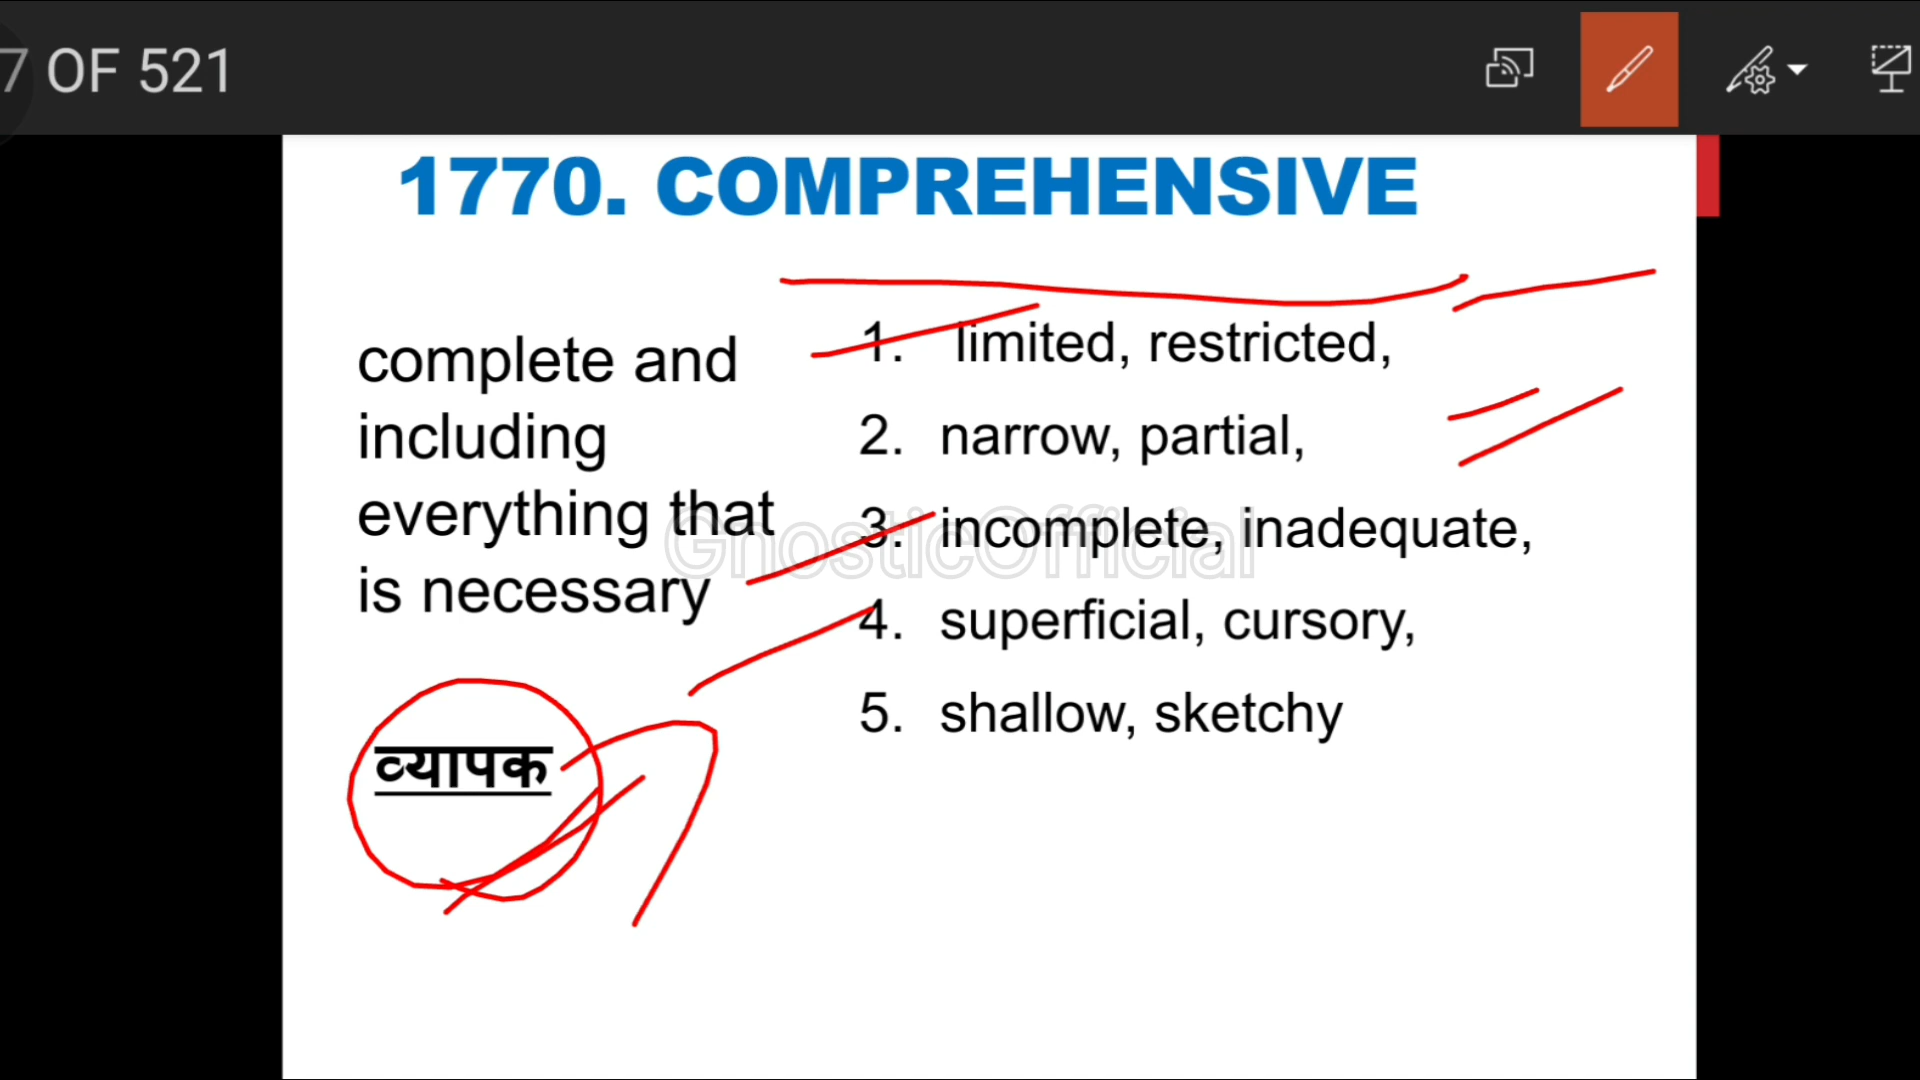 7 OF 521
1770. COMPREHENSIVE
complete and
including
everything that
is necessary
व्यापक
1. limited, restricted,
2. narrow, partial,
3. incomplete, inadequate,
4. superficial, cursory,
5. shallow, sketchy
GnosticOfficial